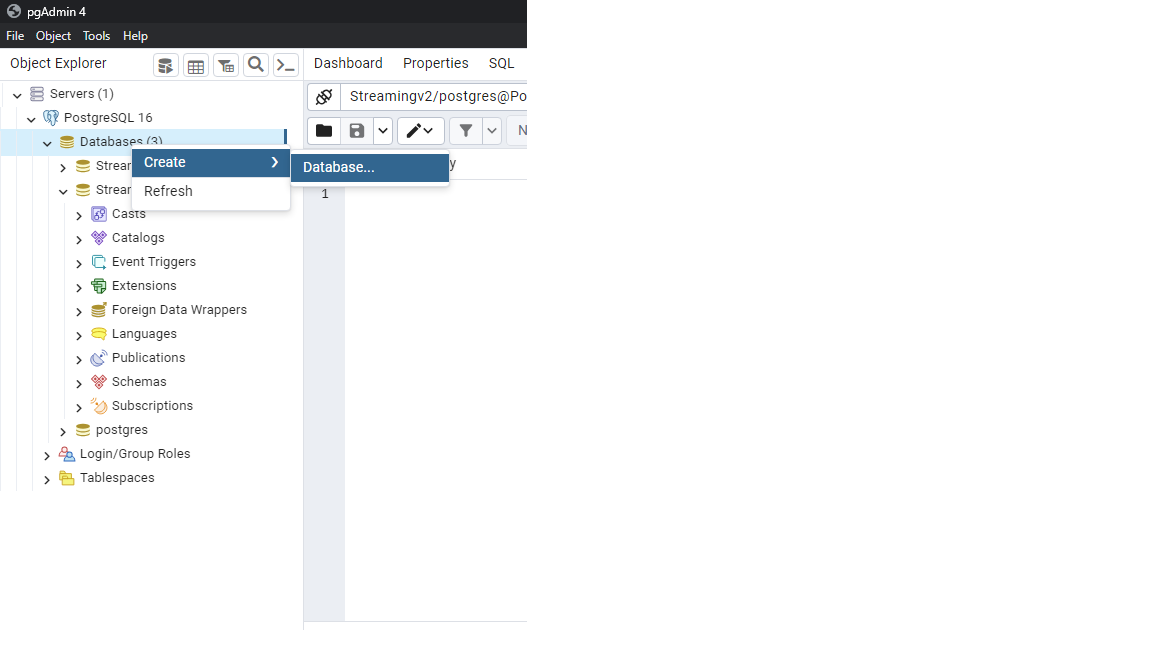 pgAdmin 4
File Object Tools Help
Object Explorer
Dashboard Properties SQL
Servers (1)
Streamingv2/postgres@Po
PostgreSQL 16
Databases (3)
N
Create
Database...
y
Strear
Refresh
Strear
1
Casts
Catalogs
Event Triggers
Extensions
Foreign Data Wrappers
Languages
Publications
Schemas
Subscriptions
postgres
Login/Group Roles
Tablespaces